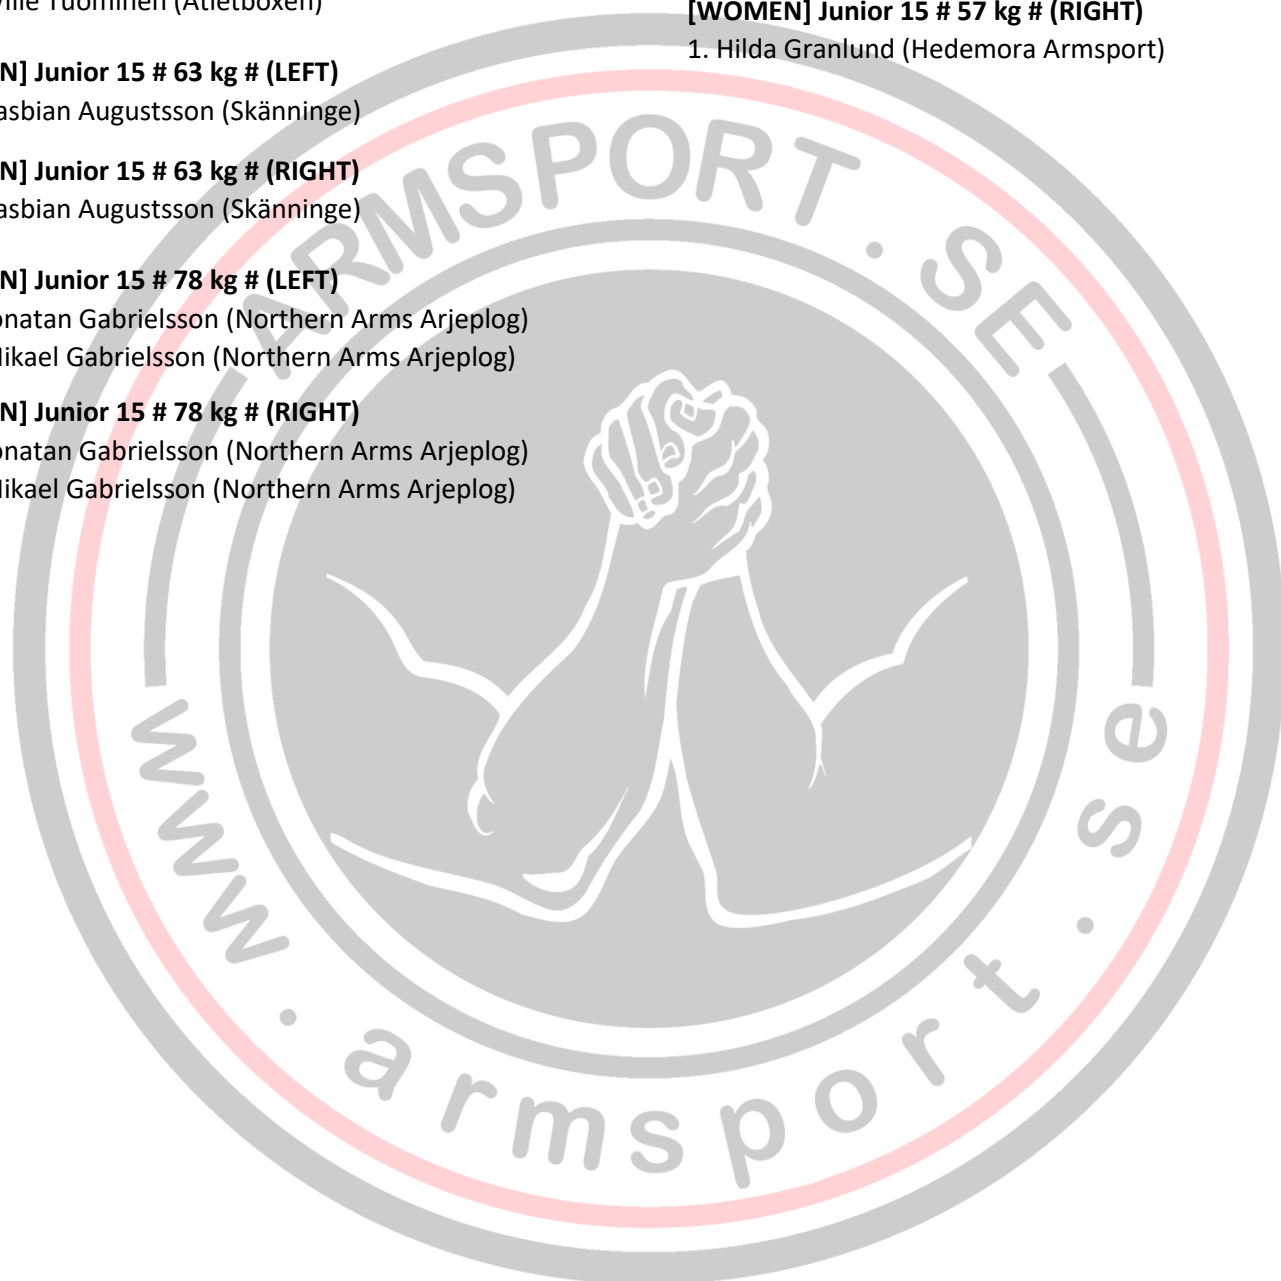 Ville Tuominen (Atletboxen)
N] Junior 15 # 63 kg # (LEFT)
asbian Augustsson (Skänninge)
N] Junior 15 # 63 kg # (RIGHT)
asbian Augustsson (Skänninge)
N] Junior 15 # 78 kg # (LEFT)
onatan Gabrielsson (Northern Arms Arjeplog)
Mikael Gabrielsson (Northern Arms Arjeplog)
N] Junior 15 # 78 kg # (RIGHT)
onatan Gabrielsson (Northern Arms Arjeplog)
Mikael Gabrielsson (Northern Arms Arjeplog)
[WOMEN] Junior 15 # 57 kg # (RIGHT)
1. Hilda Granlund (Hedemora Armsport)
ARMSPORT.SE
www.armsport.se